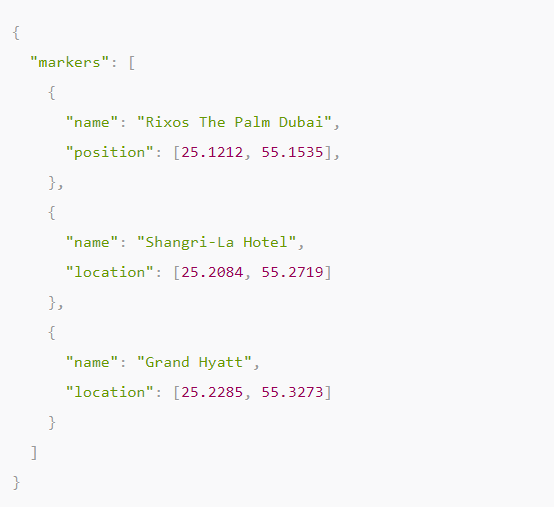 {
  "markers": [
    {
      "name": "Rixos The Palm Dubai",
      "position": [25.1212, 55.1535],
    },
    {
      "name": "Shangri-La Hotel",
      "location": [25.2084, 55.2719]
    },
    {
      "name": "Grand Hyatt",
      "location": [25.2285, 55.3273]
    }
  ]
}